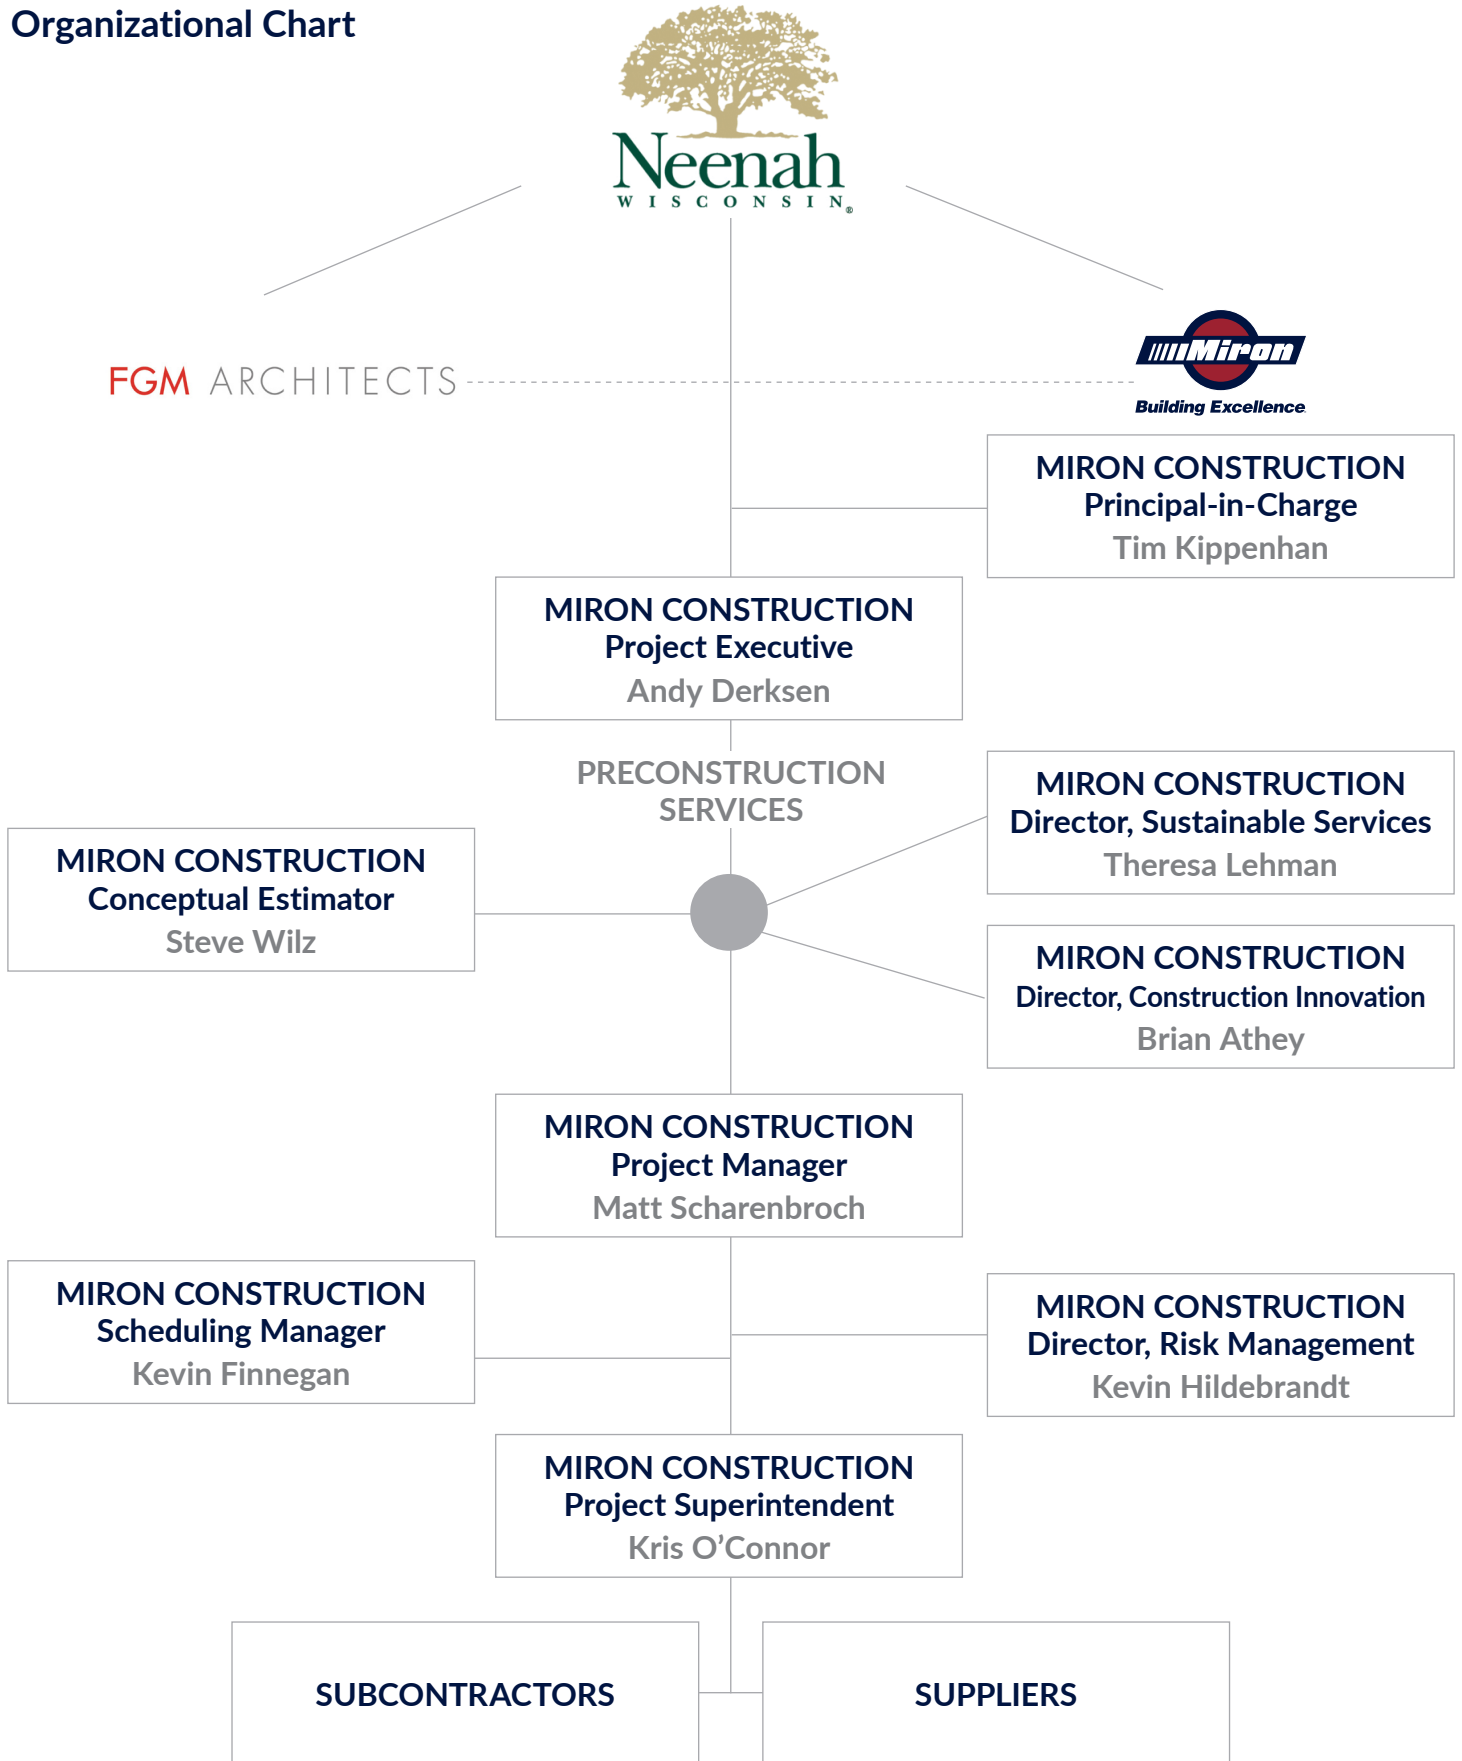 Organizational Chart
Neenah
WISCONSIN®
FGM ARCHITECTS
Miron
Building Excellence
MIRON CONSTRUCTION
Principal-in-Charge
Tim Kippenhan
MIRON CONSTRUCTION
Project Executive
Andy Derksen
PRECONSTRUCTION
SERVICES
MIRON CONSTRUCTION
Director, Sustainable Services
Theresa Lehman
MIRON CONSTRUCTION
Conceptual Estimator
Steve Wilz
MIRON CONSTRUCTION
Director, Construction Innovation
Brian Athey
MIRON CONSTRUCTION
Project Manager
Matt Scharenbroch
MIRON CONSTRUCTION
Scheduling Manager
Kevin Finnegan
MIRON CONSTRUCTION
Director, Risk Management
Kevin Hildebrandt
MIRON CONSTRUCTION
Project Superintendent
Kris O’Connor
SUBCONTRACTORS
SUPPLIERS